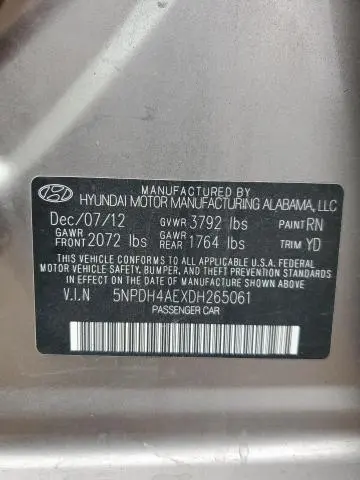 MANUFACTURED BY
HYUNDAI MOTOR MANUFACTURING ALABAMA, LLC
Dec/07/12 GVWR 3792 lbs PAINT RN
GAWR FRONT 2072 lbs GAWR REAR 1764 lbs TRIM YD
THIS VEHICLE CONFORMS TO ALL APPLICABLE FEDERAL
MOTOR VEHICLE SAFETY, BUMPER, AND THEFT PREVENTION
STANDARDS IN EFFECT ON THE DATE OF MANUFACTURE
SHOWN ABOVE.
V.I.N 5NPDH4AEXDH265061
PASSENGER CAR